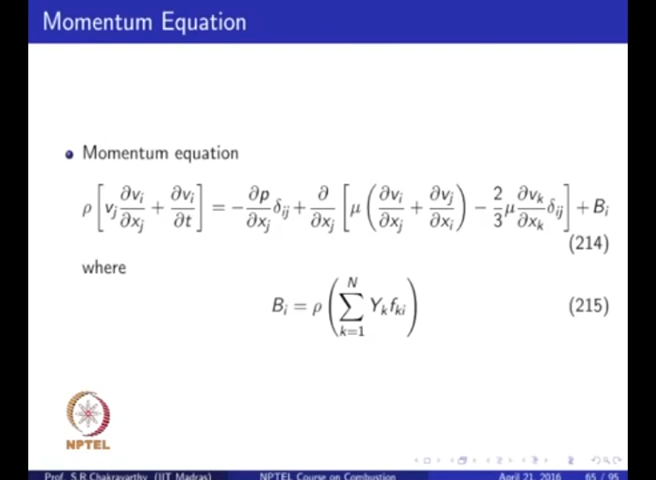 Momentum Equation
Momentum equation
ρ [ v_j ∂v_i/∂x_j + ∂v_i/∂t ] = − ∂p/∂x_j δ_ij + ∂/∂x_j [ μ ( ∂v_i/∂x_j + ∂v_j/∂x_i ) − 2/3 μ ∂v_k/∂x_k δ_ij ] + B_i
(214)
where
B_i = ρ ( ∑_{k=1}^{N} Y_k f_ki ) (215)
NPTEL
Prof. S.R.Chakravarthy (IIT Madras) NPTEL Course on Combustion April 21, 2016 65 / 95